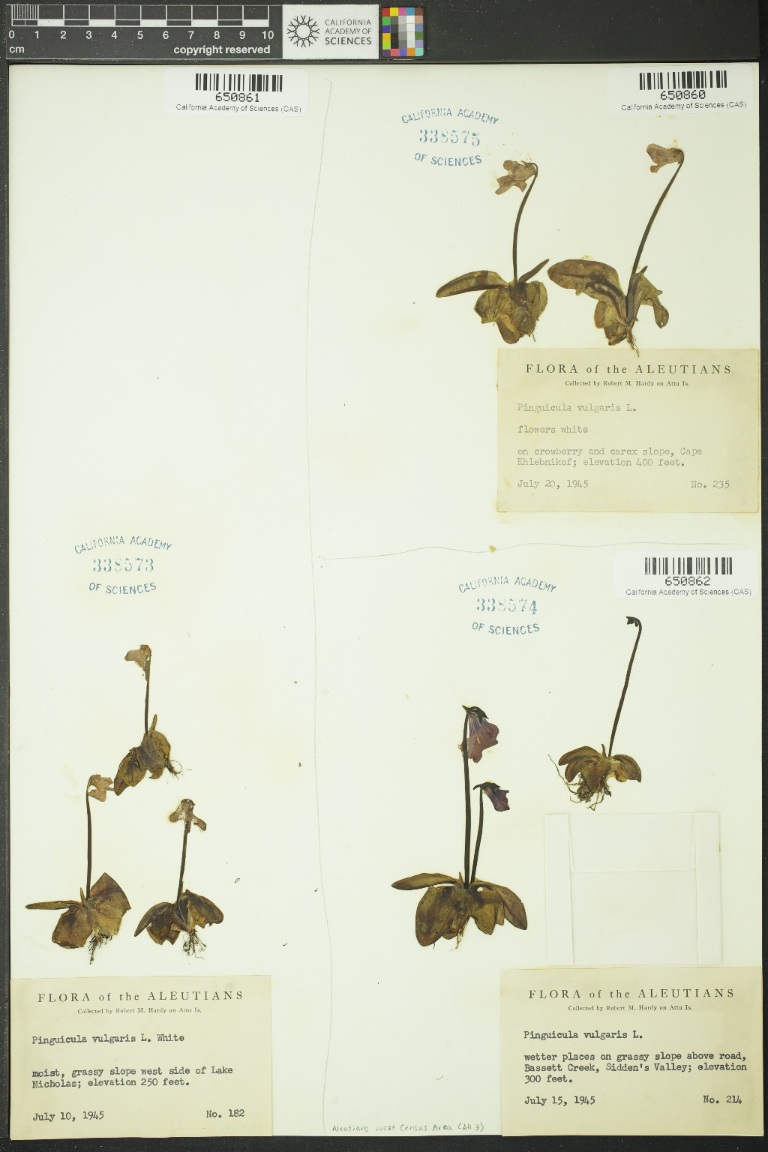 0 1 2 3 4 5 6 7 8 9 10
cm
copyright reserved
CALIFORNIA
ACADEMY OF
SCIENCES
650861
California Academy of Sciences (CAS)
650860
California Academy of Sciences (CAS)
CALIFORNIA ACADEMY
338575
OF SCIENCES
FLORA of the ALEUTIANS
Collected by Robert M. Hardy on Attu Is.
Pinguicula vulgaris L.
flowers white
on crowberry and carex slope, Cape
Khlebnikof; elevation 400 feet.
July 20, 1945 No. 235
CALIFORNIA ACADEMY
338573
OF SCIENCES
FLORA of the ALEUTIANS
Collected by Robert M. Hardy on Attu Is.
Pinguicula vulgaris L. White
moist, grassy slope west side of Lake
Nicholas; elevation 250 feet.
July 10, 1945 No. 182
650862
California Academy of Sciences (CAS)
CALIFORNIA ACADEMY
338574
OF SCIENCES
FLORA of the ALEUTIANS
Collected by Robert M. Hardy on Attu Is.
Pinguicula vulgaris L.
wetter places on grassy slope above road,
Bassett Creek, Sidden's Valley; elevation
300 feet.
July 15, 1945 No. 214
Aleutians West Census Area